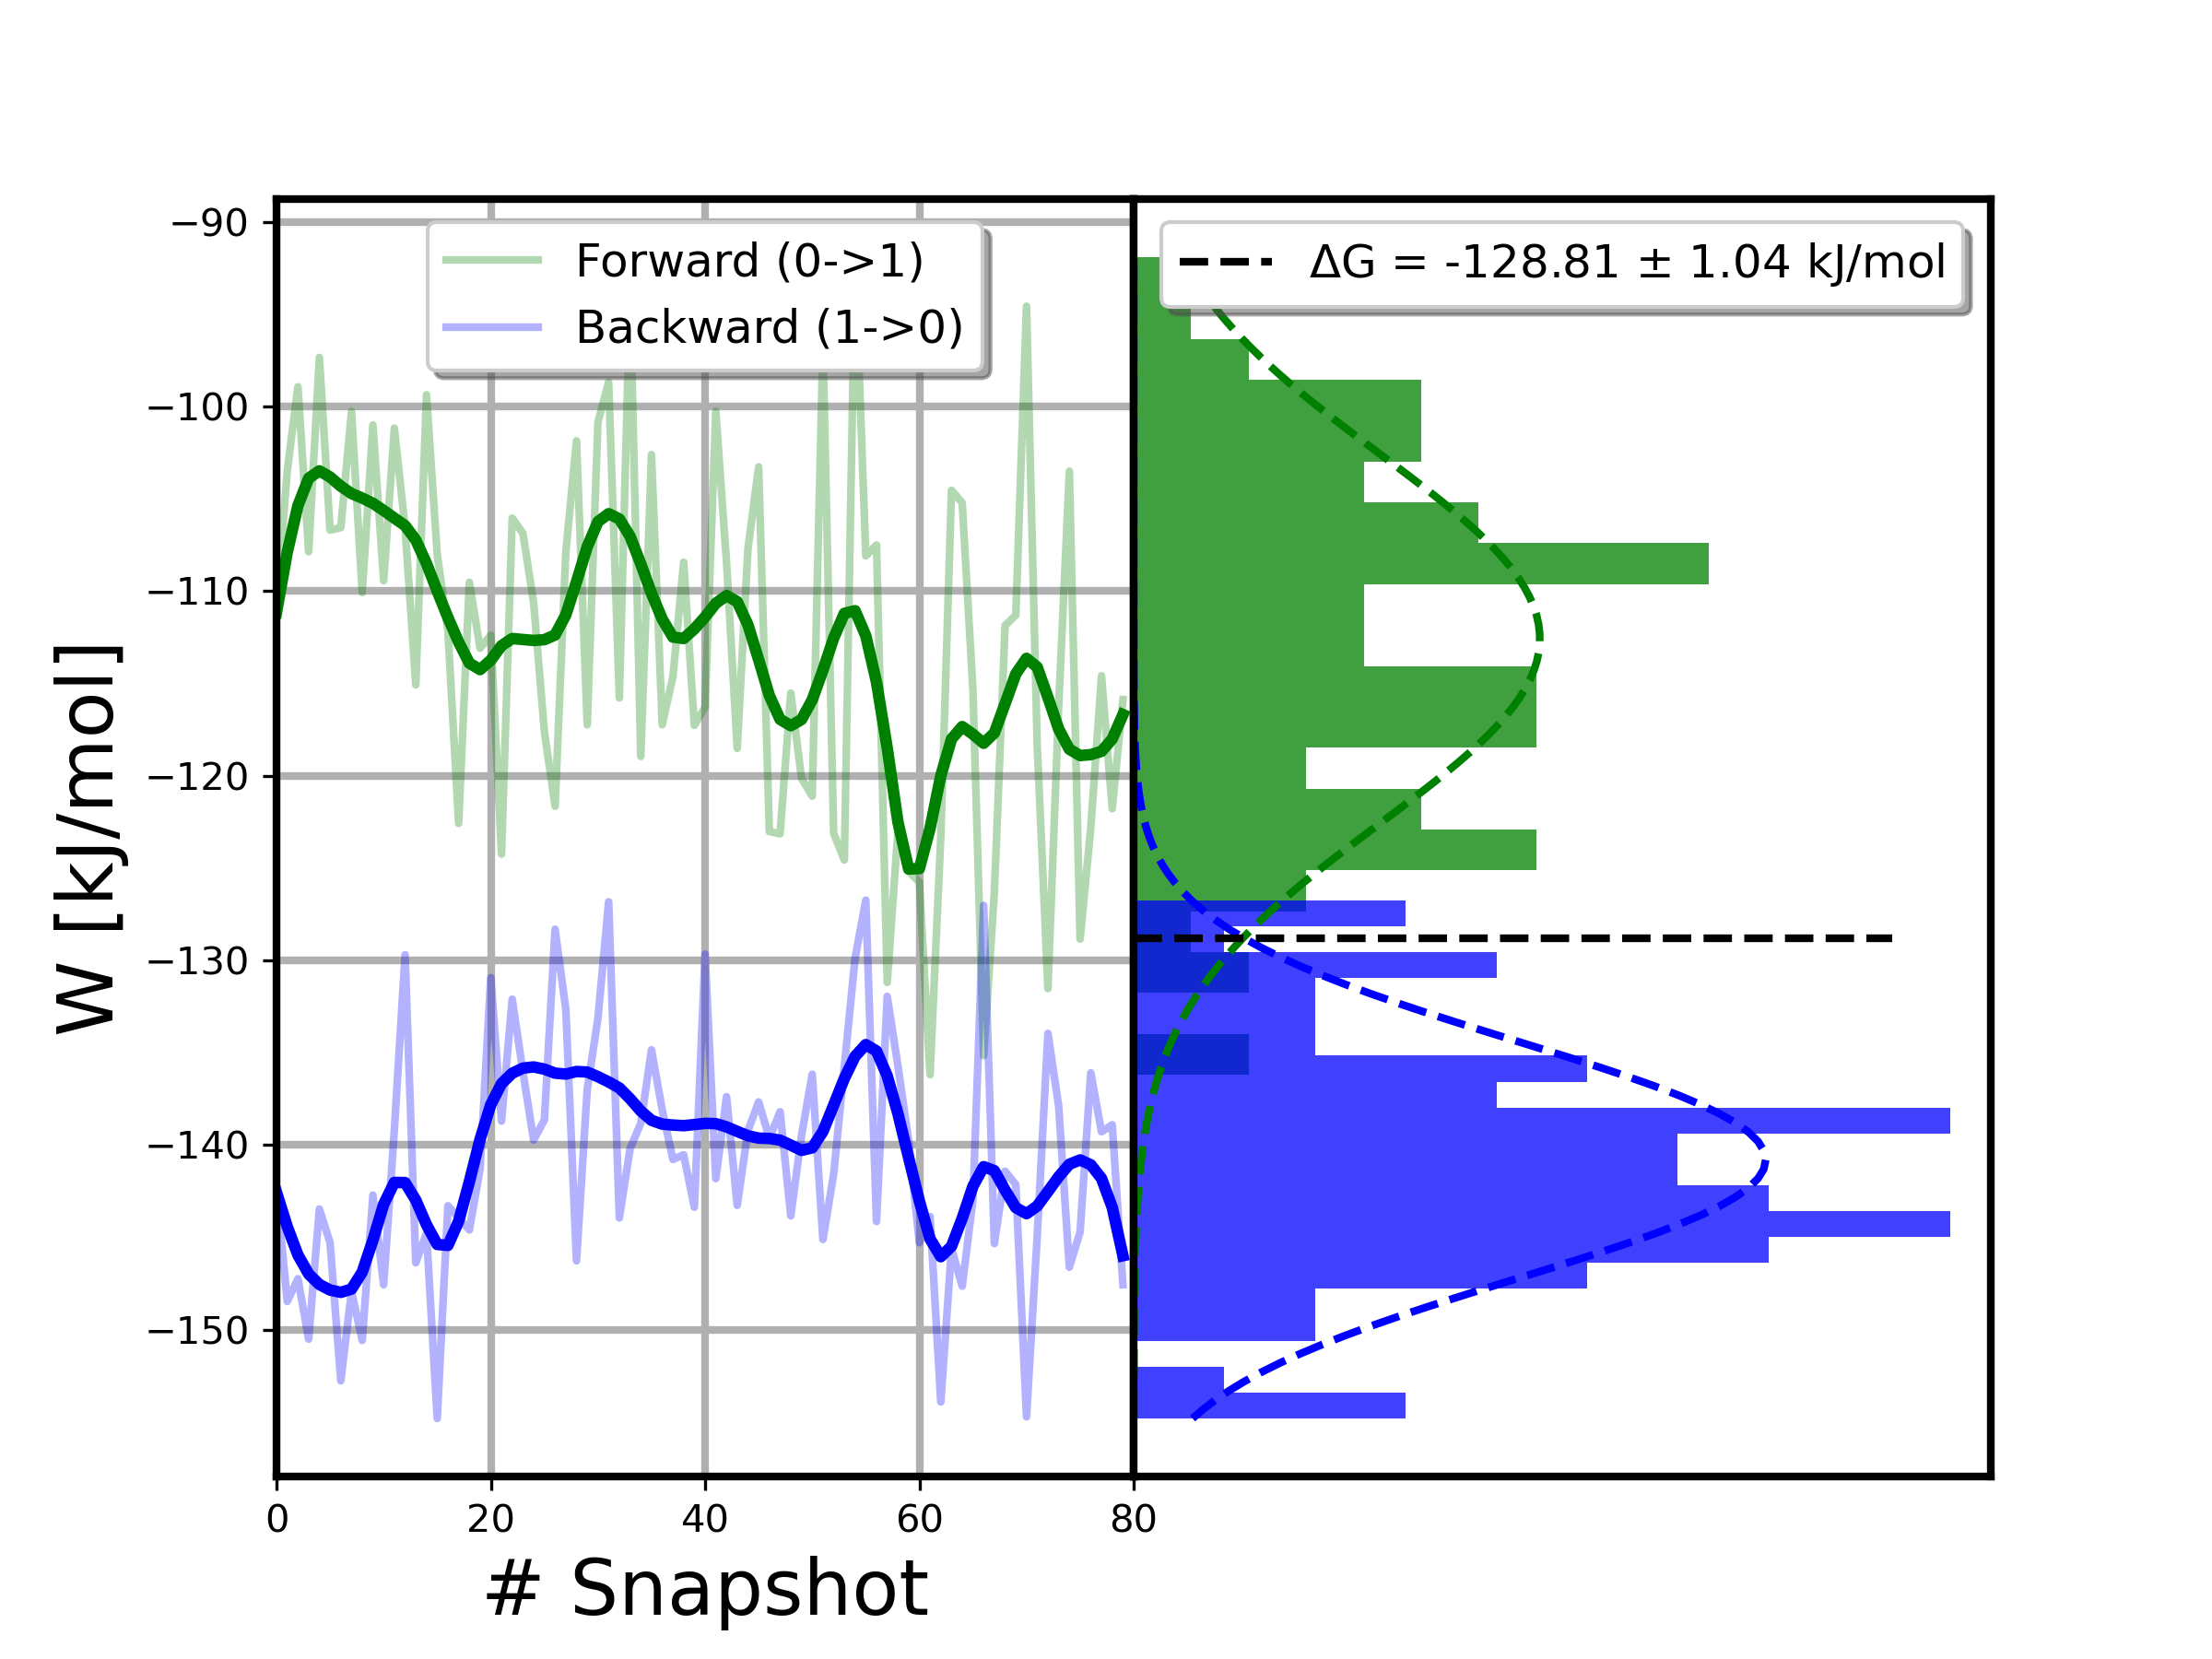 −90
−100
−110
−120
−130
−140
−150
W [kJ/mol]
Forward (0->1)
Backward (1->0)
ΔG = -128.81 ± 1.04 kJ/mol
0 20 40 60 80
# Snapshot